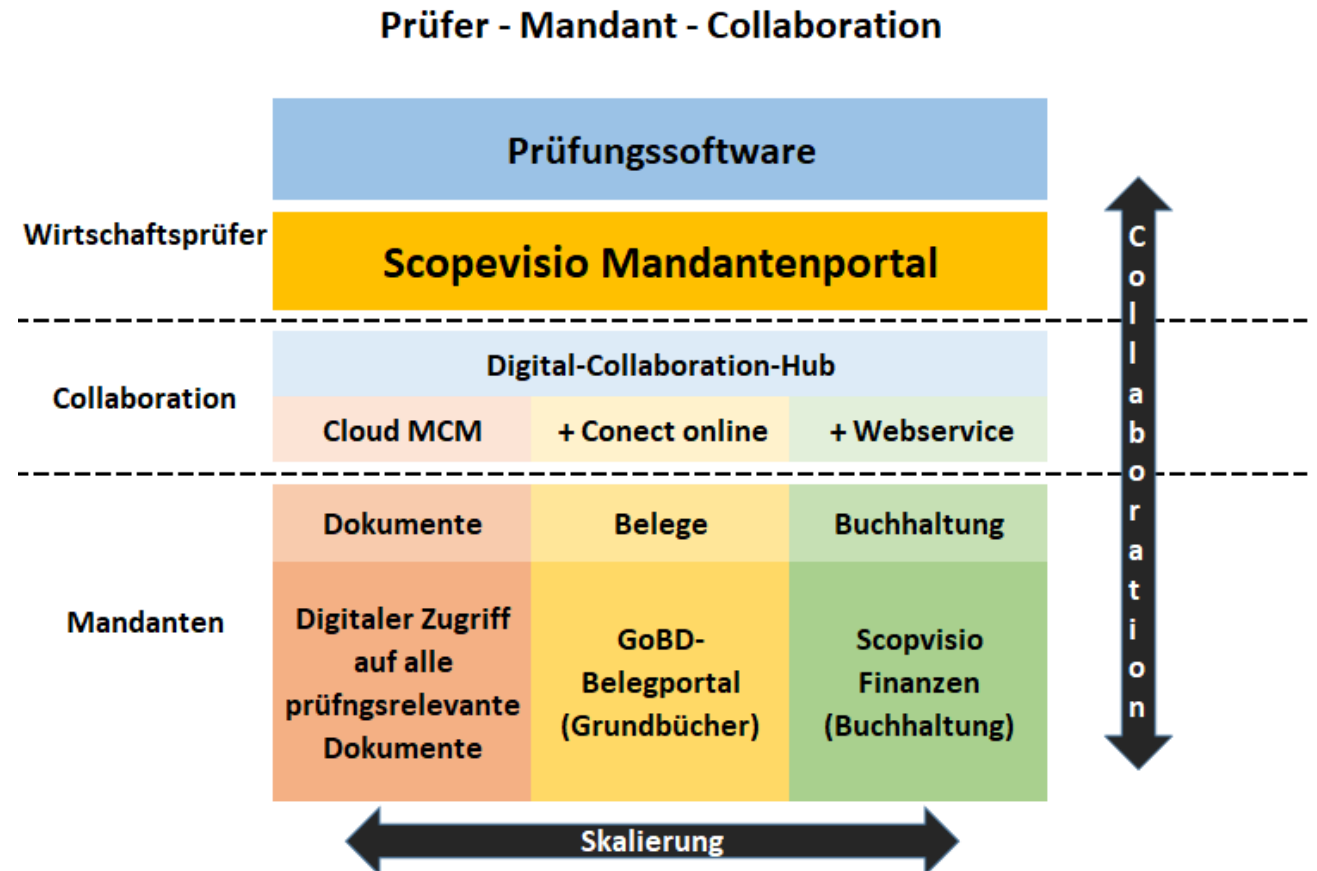 Prüfer - Mandant - Collaboration
Prüfungssoftware
Wirtschaftsprüfer
Scopevisio Mandantenportal
Collaboration
Digital-Collaboration-Hub
Cloud MCM
+ Conect online
+ Webservice
Mandanten
Dokumente
Belege
Buchhaltung
Digitaler Zugriff
auf alle
prüfngsrelevante
Dokumente
GoBD-
Belegportal
(Grundbücher)
Scopvisio
Finanzen
(Buchhaltung)
Collaboration
Skalierung